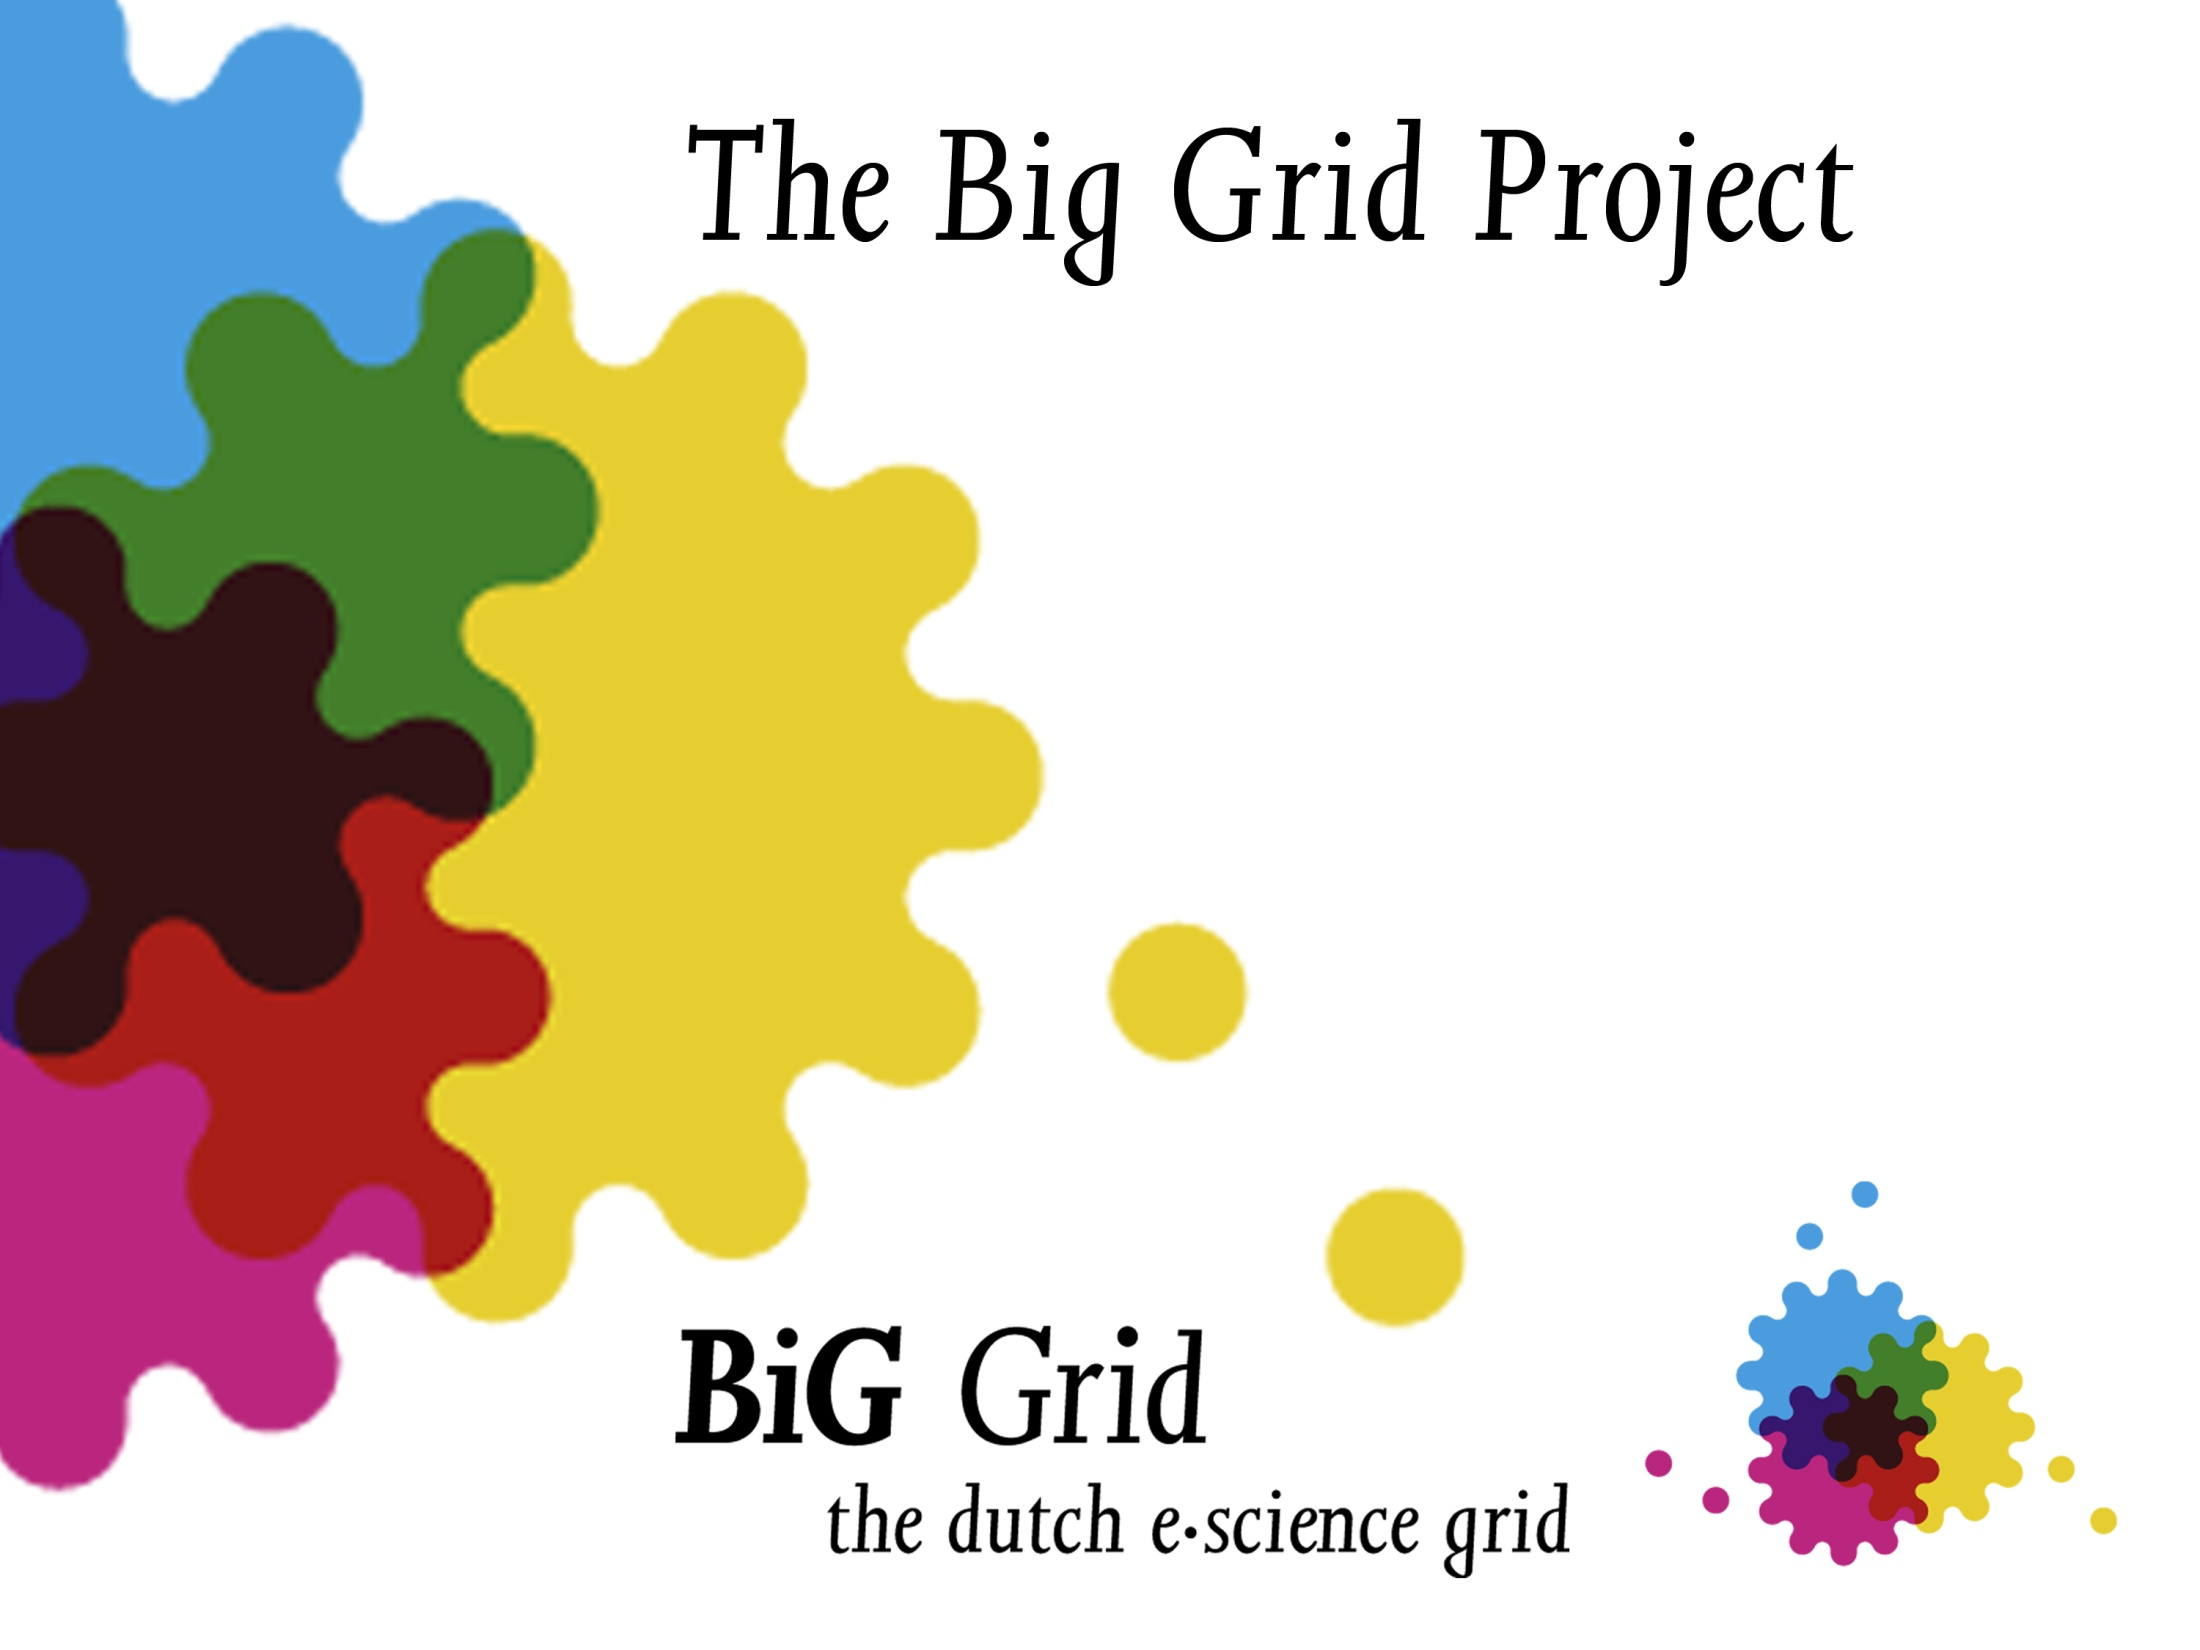 The Big Grid Project
BiG Grid
the dutch e·science grid